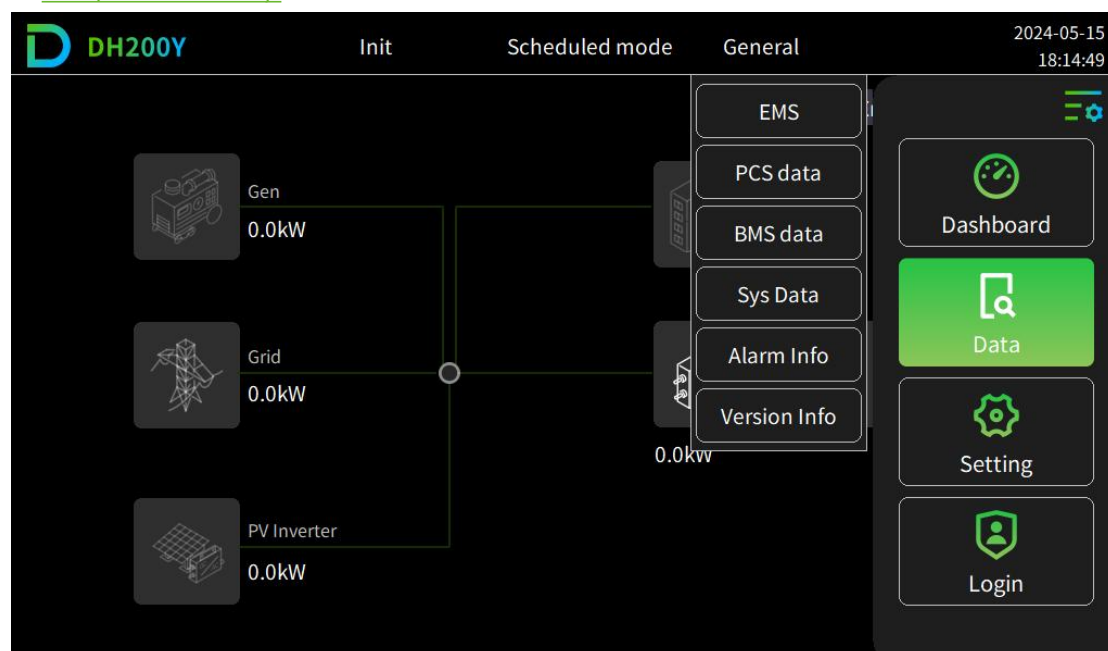 DH200Y
Init
Scheduled mode
General
2024-05-15
18:14:49
EMS
PCS data
BMS data
Sys Data
Alarm Info
Version Info
Gen
0.0kW
Grid
0.0kW
PV Inverter
0.0kW
0.0kW
Dashboard
Data
Setting
Login